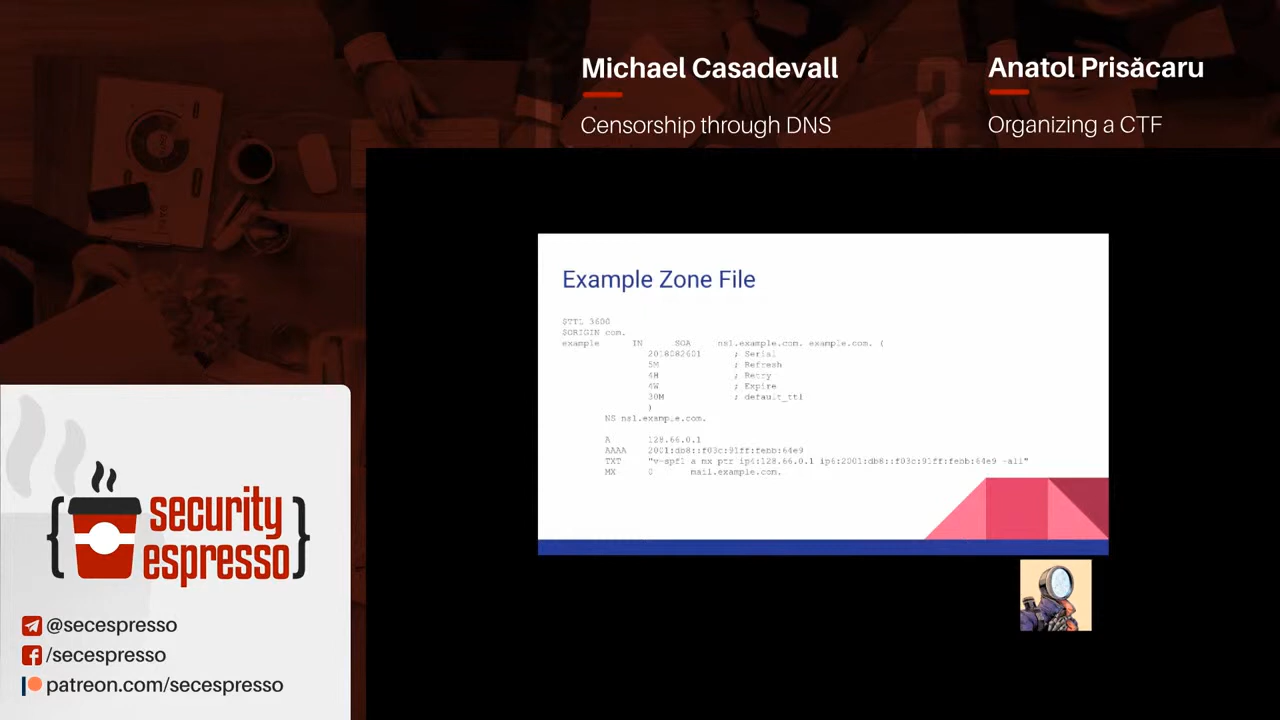 Michael Casadevall
Censorship through DNS
Anatol Prisăcaru
Organizing a CTF
Example Zone File
$TTL 3600
$ORIGIN com.
example IN SOA ns1.example.com. example.com. (
2018082601 ; Serial
5M ; Refresh
4H ; Retry
4W ; Expire
30M ; default_ttl
)
NS ns1.example.com.
A 128.66.0.1
AAAA 2001:db8::f03c:91ff:febb:64e9
TXT "v=spf1 a mx ptr ip4:128.66.0.1 ip6:2001:db8::f03c:91ff:febb:64e9 -all"
MX 0 mail.example.com.
{ security
espresso }
@secespresso
/secespresso
patreon.com/secespresso